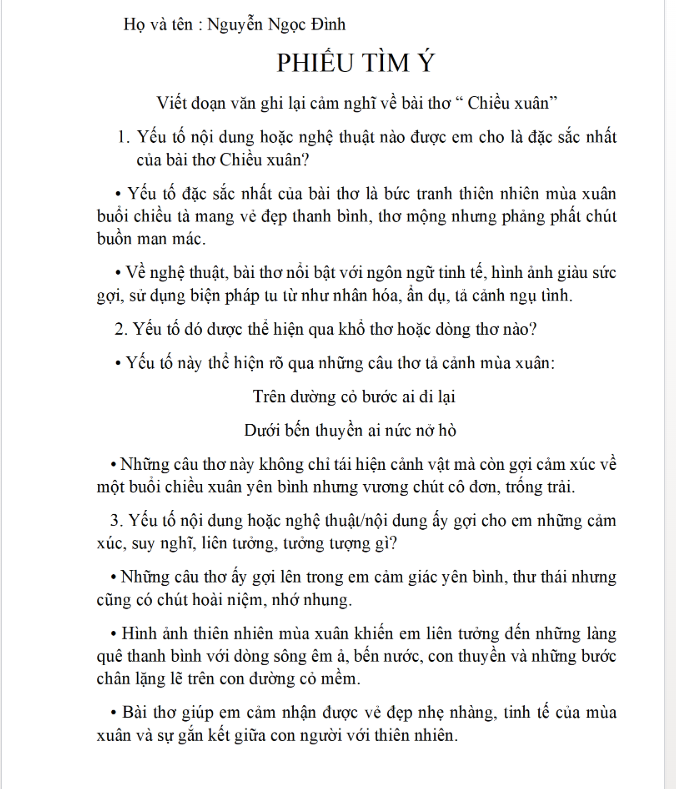 Họ và tên : Nguyễn Ngọc Đình
PHIẾU TÌM Ý
Viết đoạn văn ghi lại cảm nghĩ về bài thơ “ Chiều xuân”
1. Yếu tố nội dung hoặc nghệ thuật nào được em cho là đặc sắc nhất
của bài thơ Chiều xuân?
• Yếu tố đặc sắc nhất của bài thơ là bức tranh thiên nhiên mùa xuân
buổi chiều tà mang vẻ đẹp thanh bình, thơ mộng nhưng phảng phất chút
buồn man mác.
• Về nghệ thuật, bài thơ nổi bật với ngôn ngữ tinh tế, hình ảnh giàu sức
gợi, sử dụng biện pháp tu từ như nhân hóa, ẩn dụ, tả cảnh ngụ tình.
2. Yếu tố đó được thể hiện qua khổ thơ hoặc dòng thơ nào?
• Yếu tố này thể hiện rõ qua những câu thơ tả cảnh mùa xuân:
Trên đường cỏ bước ai đi lại
Dưới bến thuyền ai nức nở hò
• Những câu thơ này không chỉ tái hiện cảnh vật mà còn gợi cảm xúc về
một buổi chiều xuân yên bình nhưng vương chút cô đơn, trống trải.
3. Yếu tố nội dung hoặc nghệ thuật/nội dung ấy gợi cho em những cảm
xúc, suy nghĩ, liên tưởng, tưởng tượng gì?
• Những câu thơ ấy gợi lên trong em cảm giác yên bình, thư thái nhưng
cũng có chút hoài niệm, nhớ nhung.
• Hình ảnh thiên nhiên mùa xuân khiến em liên tưởng đến những làng
quê thanh bình với dòng sông êm ả, bến nước, con thuyền và những bước
chân lặng lẽ trên con đường cỏ mềm.
• Bài thơ giúp em cảm nhận được vẻ đẹp nhẹ nhàng, tinh tế của mùa
xuân và sự gắn kết giữa con người với thiên nhiên.